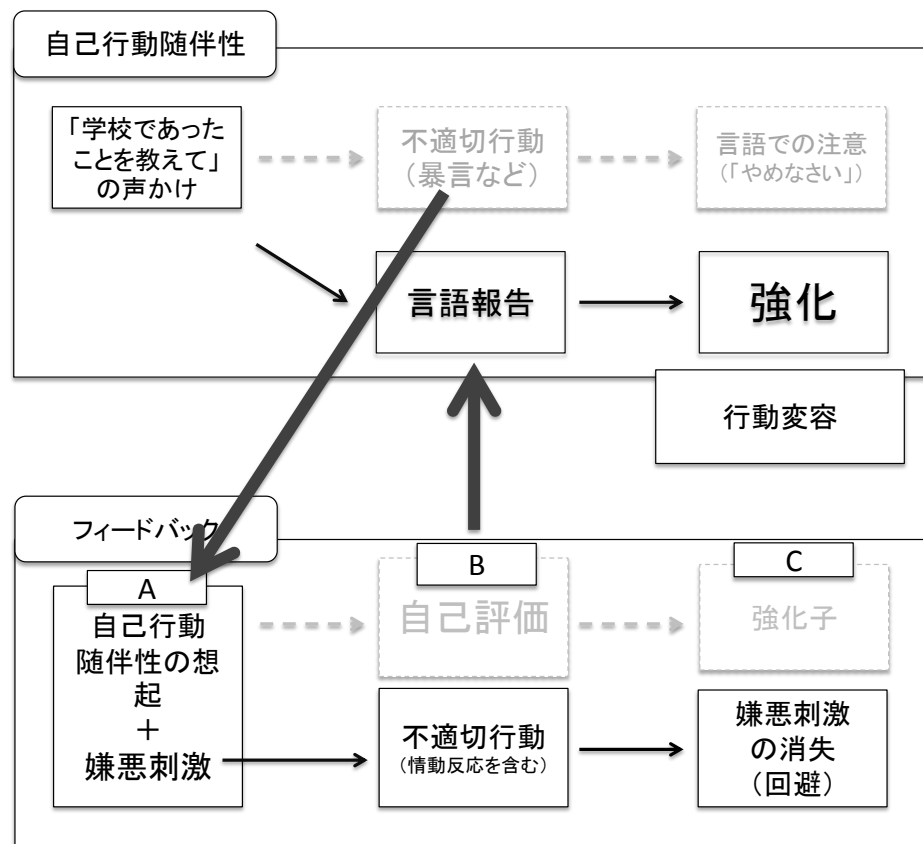 自己行動随伴性
「学校であった
ことを教えて」
の声かけ
不適切行動
（暴言など）
言語での注意
（「やめなさい」）
言語報告
強化
行動変容
フィードバック
A
自己行動
随伴性の想
起
＋
嫌悪刺激
B
自己評価
C
強化子
不適切行動
（情動反応を含む）
嫌悪刺激
の消失
（回避）